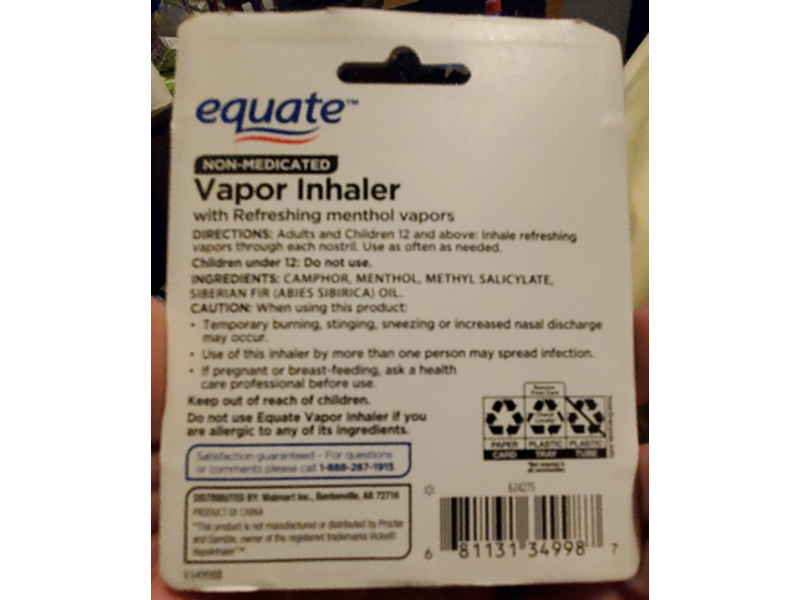 equate™
NON-MEDICATED
Vapor Inhaler
with Refreshing menthol vapors
DIRECTIONS: Adults and Children 12 and above: Inhale refreshing
vapors through each nostril. Use as often as needed.
Children under 12: Do not use.
INGREDIENTS: CAMPHOR, MENTHOL, METHYL SALICYLATE,
SIBERIAN FIR (ABIES SIBIRICA) OIL.
CAUTION: When using this product:
• Temporary burning, stinging, sneezing or increased nasal discharge
may occur.
• Use of this inhaler by more than one person may spread infection.
• If pregnant or breast-feeding, ask a health
care professional before use.
Keep out of reach of children.
Do not use Equate Vapor Inhaler if you
are allergic to any of its ingredients.
Satisfaction guaranteed - For questions
or comments please call 1-888-287-1915
DISTRIBUTED BY: Walmart Inc., Bentonville, AR 72716
PRODUCT OF CHINA
*This product is not manufactured or distributed by Procter
and Gamble, owner of the registered trademarks Vicks®
VapoInhaler™.
PAPER PLASTIC PLASTIC
CARD TRAY TUBE
624275
6 81131 34998 7